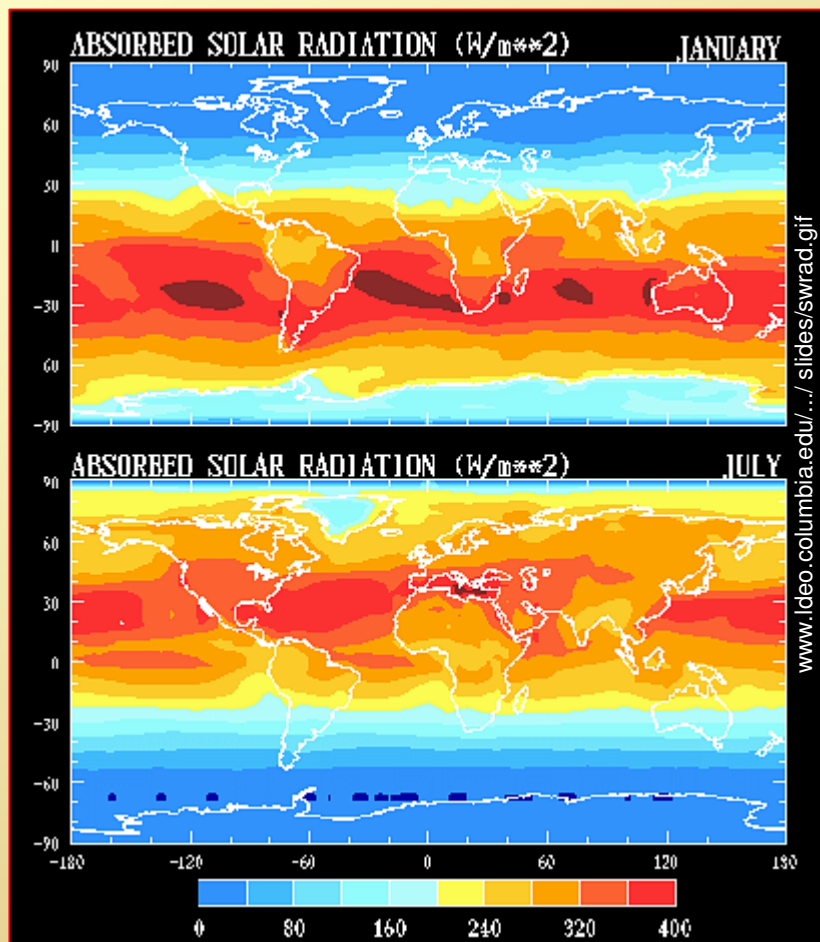 ABSORBED SOLAR RADIATION (W/m**2) JANUARY
90
60
30
0
-30
-60
-90
ABSORBED SOLAR RADIATION (W/m**2) JULY
90
60
30
0
-30
-60
-90
-180 -120 -60 0 60 120 180
0 80 160 240 320 400
www.ldeo.columbia.edu/.../ slides/swrad.gif